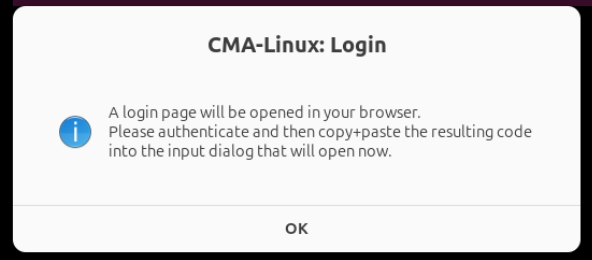 CMA-Linux: Login
A login page will be opened in your browser.
Please authenticate and then copy+paste the resulting code
into the input dialog that will open now.
OK